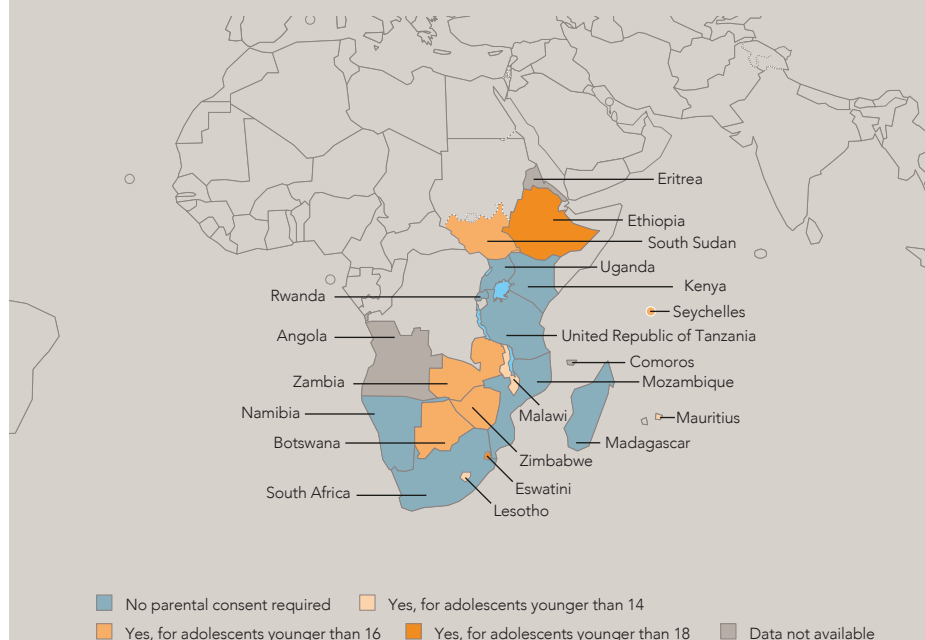 Eritrea
Ethiopia
South Sudan
Uganda
Rwanda
Kenya
Seychelles
Angola
United Republic of Tanzania
Comoros
Zambia
Mozambique
Namibia
Malawi
Mauritius
Botswana
Madagascar
Zimbabwe
South Africa
Eswatini
Lesotho
No parental consent required
Yes, for adolescents younger than 14
Yes, for adolescents younger than 16
Yes, for adolescents younger than 18
Data not available